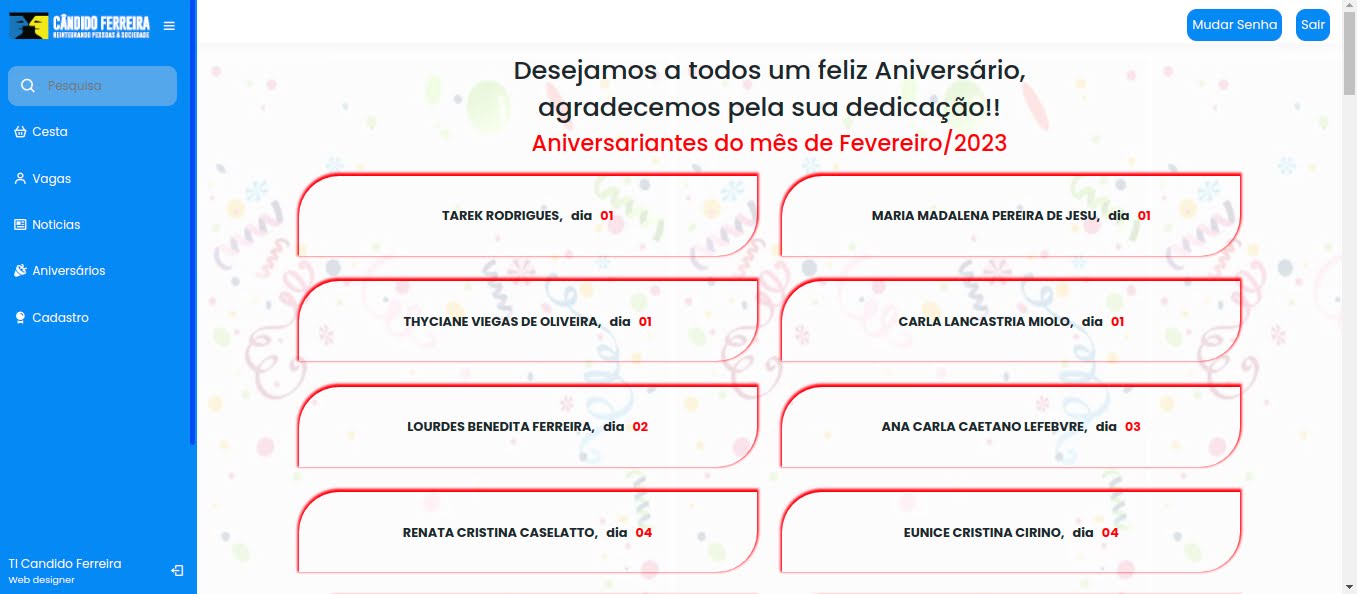 CÂNDIDO FERREIRA
REINTEGRANDO PESSOAS À SOCIEDADE
Pesquisa
Cesta
Vagas
Noticias
Aniversários
Cadastro
TI Candido Ferreira
Web designer
Mudar Senha
Sair
Desejamos a todos um feliz Aniversário,
agradecemos pela sua dedicação!!
Aniversariantes do mês de Fevereiro/2023
TAREK RODRIGUES, dia 01
MARIA MADALENA PEREIRA DE JESU, dia 01
THYCIANE VIEGAS DE OLIVEIRA, dia 01
CARLA LANCASTRIA MIOLO, dia 01
LOURDES BENEDITA FERREIRA, dia 02
ANA CARLA CAETANO LEFEBVRE, dia 03
RENATA CRISTINA CASELATTO, dia 04
EUNICE CRISTINA CIRINO, dia 04